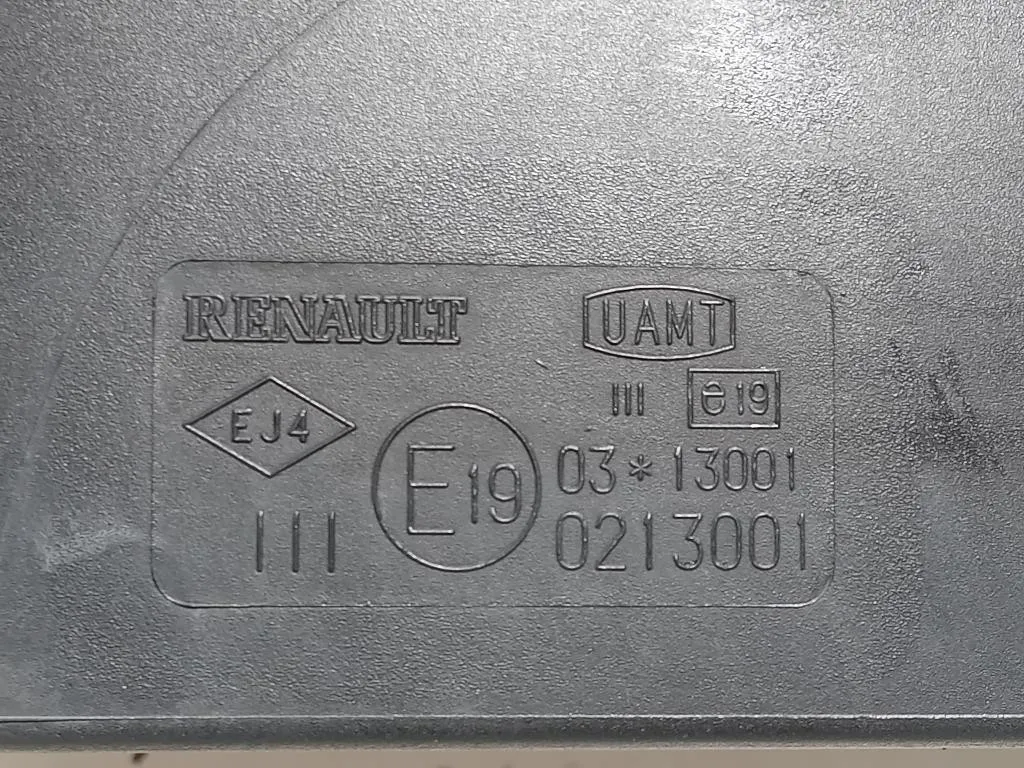 RENAULT UAMT
EJ4 III e19
III E19 03*13001
0213001